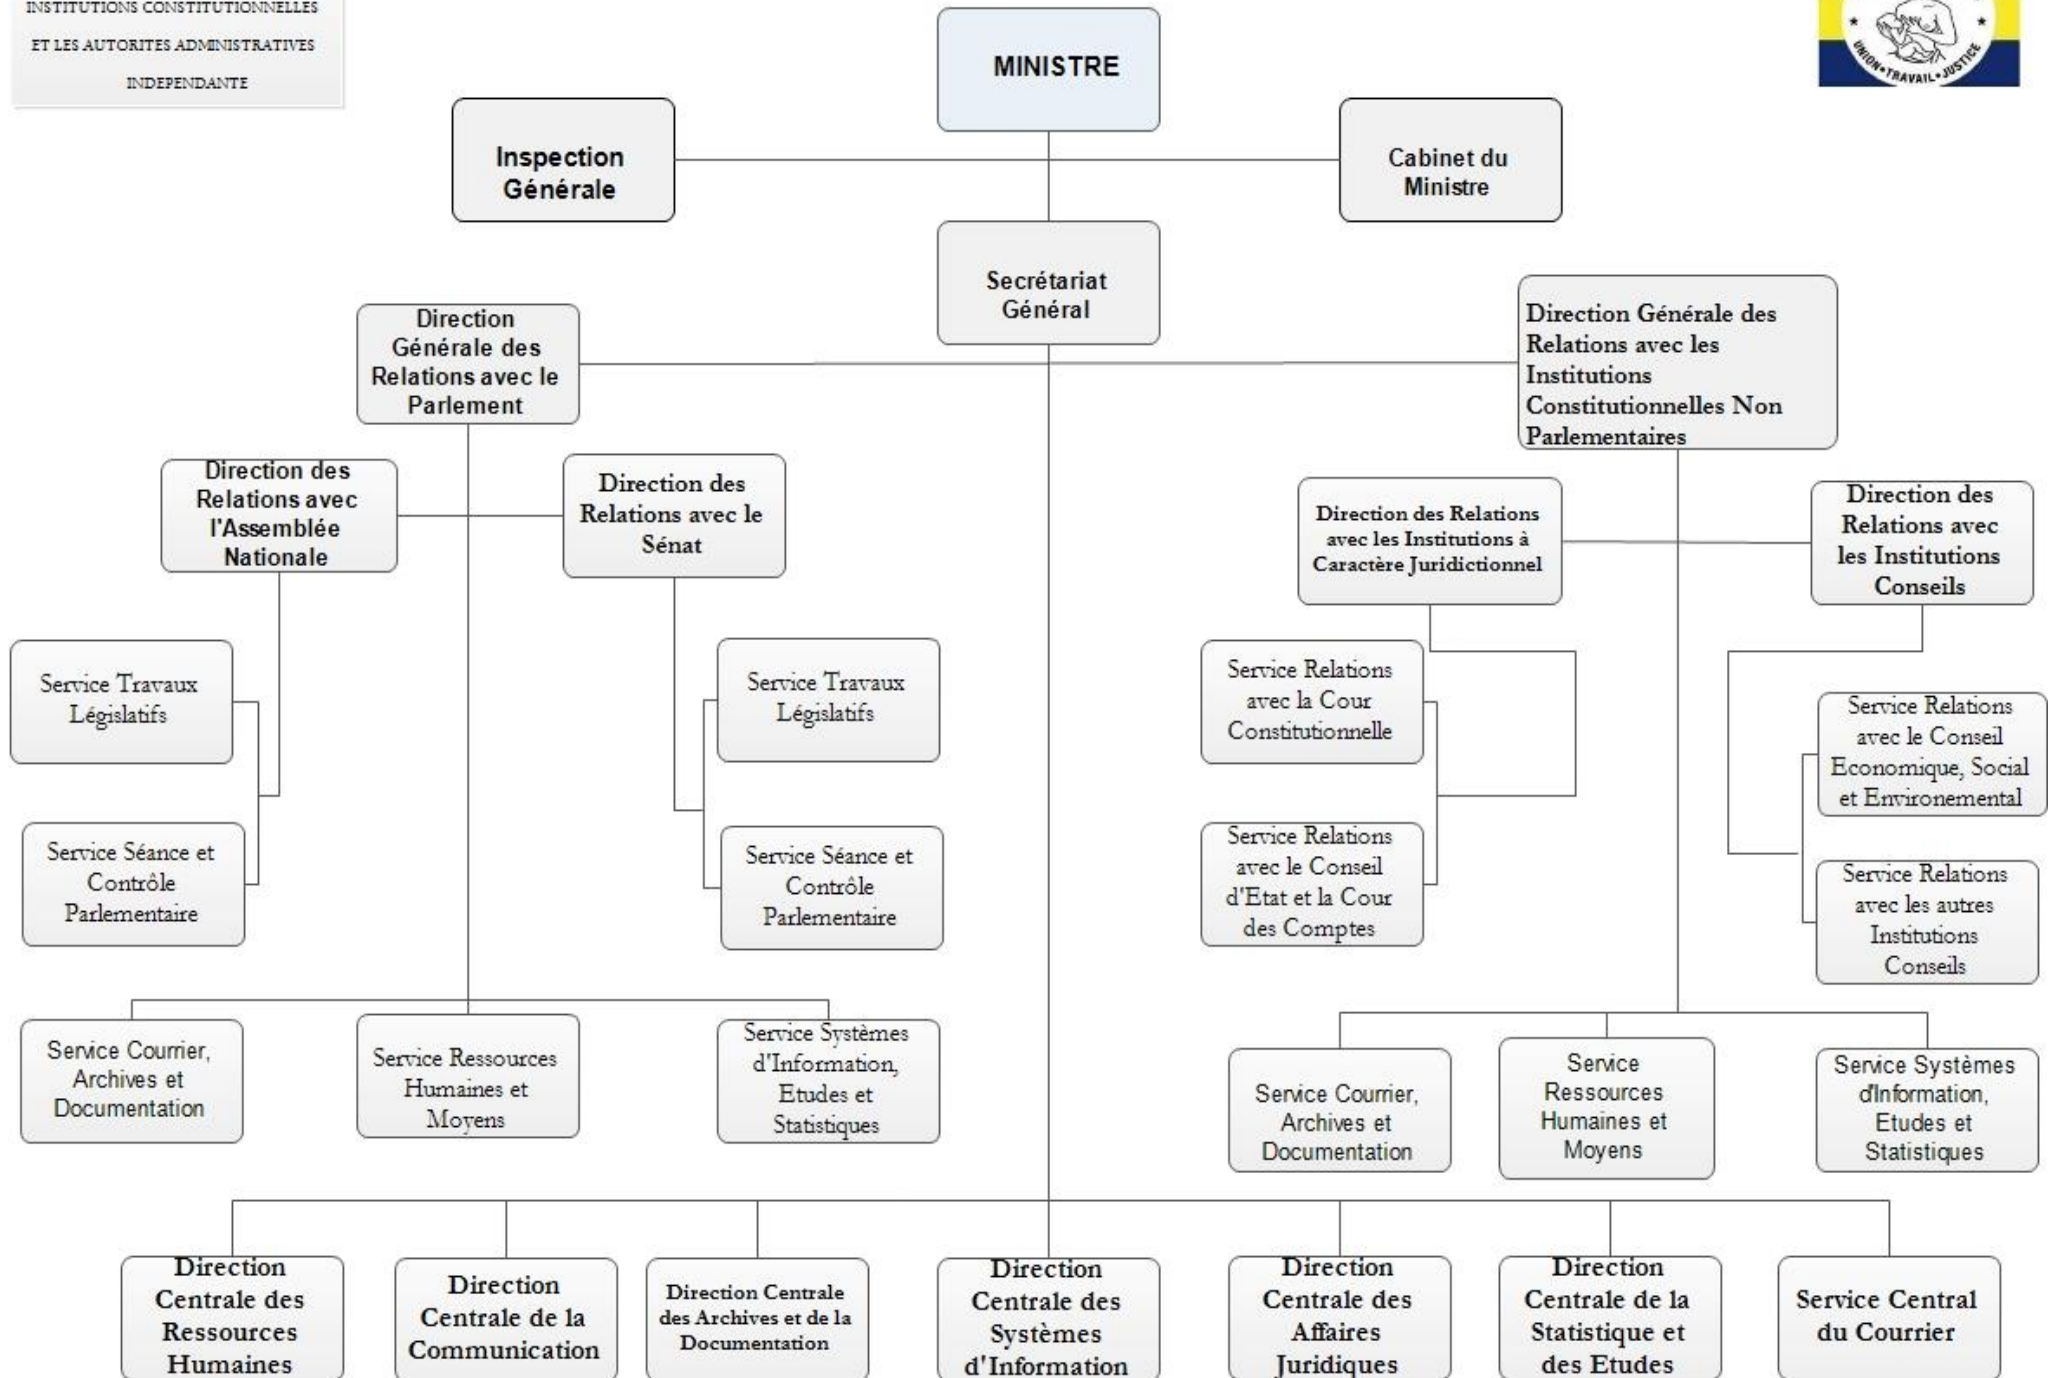 INSTITUTIONS CONSTITUTIONNELLES
ET LES AUTORITES ADMINISTRATIVES
INDEPENDANTE
MINISTRE
UNION•TRAVAIL•JUSTICE
Inspection
Générale
Cabinet du
Ministre
Secrétariat
Général
Direction
Générale des
Relations avec le
Parlement
Direction Générale des
Relations avec les
Institutions
Constitutionnelles Non
Parlementaires
Direction des
Relations avec
l'Assemblée
Nationale
Direction des
Relations avec le
Sénat
Direction des Relations
avec les Institutions à
Caractère Juridictionnel
Direction des
Relations avec
les Institutions
Conseils
Service Travaux
Législatifs
Service Travaux
Législatifs
Service Relations
avec la Cour
Constitutionnelle
Service Relations
avec le Conseil
Economique, Social
et Environemental
Service Séance et
Contrôle
Parlementaire
Service Séance et
Contrôle
Parlementaire
Service Relations
avec le Conseil
d'Etat et la Cour
des Comptes
Service Relations
avec les autres
Institutions
Conseils
Service Courrier,
Archives et
Documentation
Service Ressources
Humaines et
Moyens
Service Systèmes
d'Information,
Etudes et
Statistiques
Service Courrier,
Archives et
Documentation
Service
Ressources
Humaines et
Moyens
Service Systèmes
d'Information,
Etudes et
Statistiques
Direction
Centrale des
Ressources
Humaines
Direction
Centrale de la
Communication
Direction Centrale
des Archives et de la
Documentation
Direction
Centrale des
Systèmes
d'Information
Direction
Centrale des
Affaires
Juridiques
Direction
Centrale de la
Statistique et
des Etudes
Service Central
du Courrier